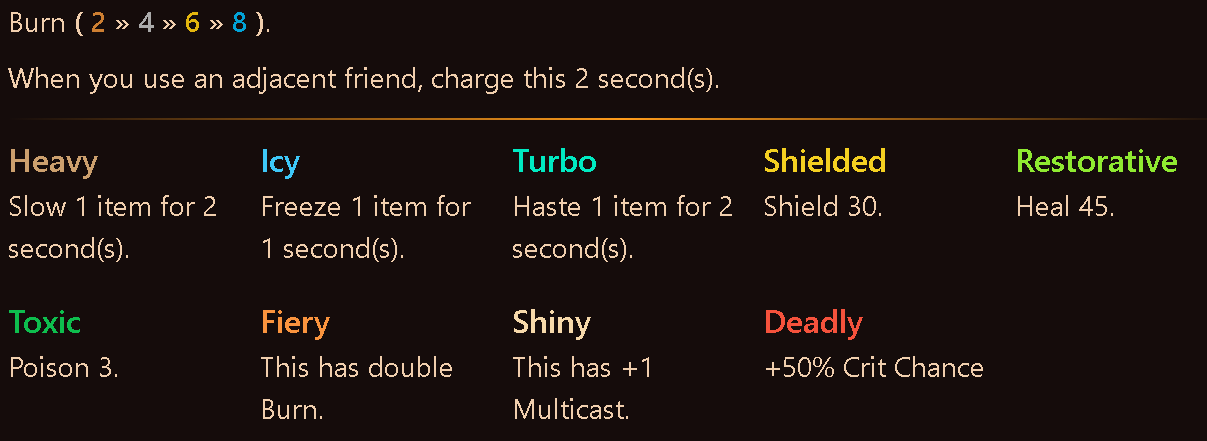 Burn ( 2 » 4 » 6 » 8 ).
When you use an adjacent friend, charge this 2 second(s).
Heavy
Slow 1 item for 2
second(s).
Icy
Freeze 1 item for
1 second(s).
Turbo
Haste 1 item for 2
second(s).
Shielded
Shield 30.
Restorative
Heal 45.
Toxic
Poison 3.
Fiery
This has double
Burn.
Shiny
This has +1
Multicast.
Deadly
+50% Crit Chance